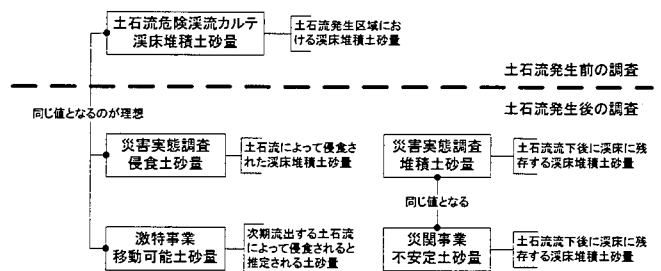 土石流危険渓流カルテ
渓床堆積土砂量
土石流発生区域にお
ける渓床堆積土砂量
土石流発生前の調査
土石流発生後の調査
同じ値となるのが理想
災害実態調査
侵食土砂量
土石流によって侵食さ
れた渓床堆積土砂量
災害実態調査
堆積土砂量
土石流流下後に渓床に残
存する渓床堆積土砂量
同じ値となる
激特事業
移動可能土砂量
次期流出する土石流
によって侵食されると
推定される土砂量
災関事業
不安定土砂量
土石流流下後に渓床に残
存する渓床堆積土砂量